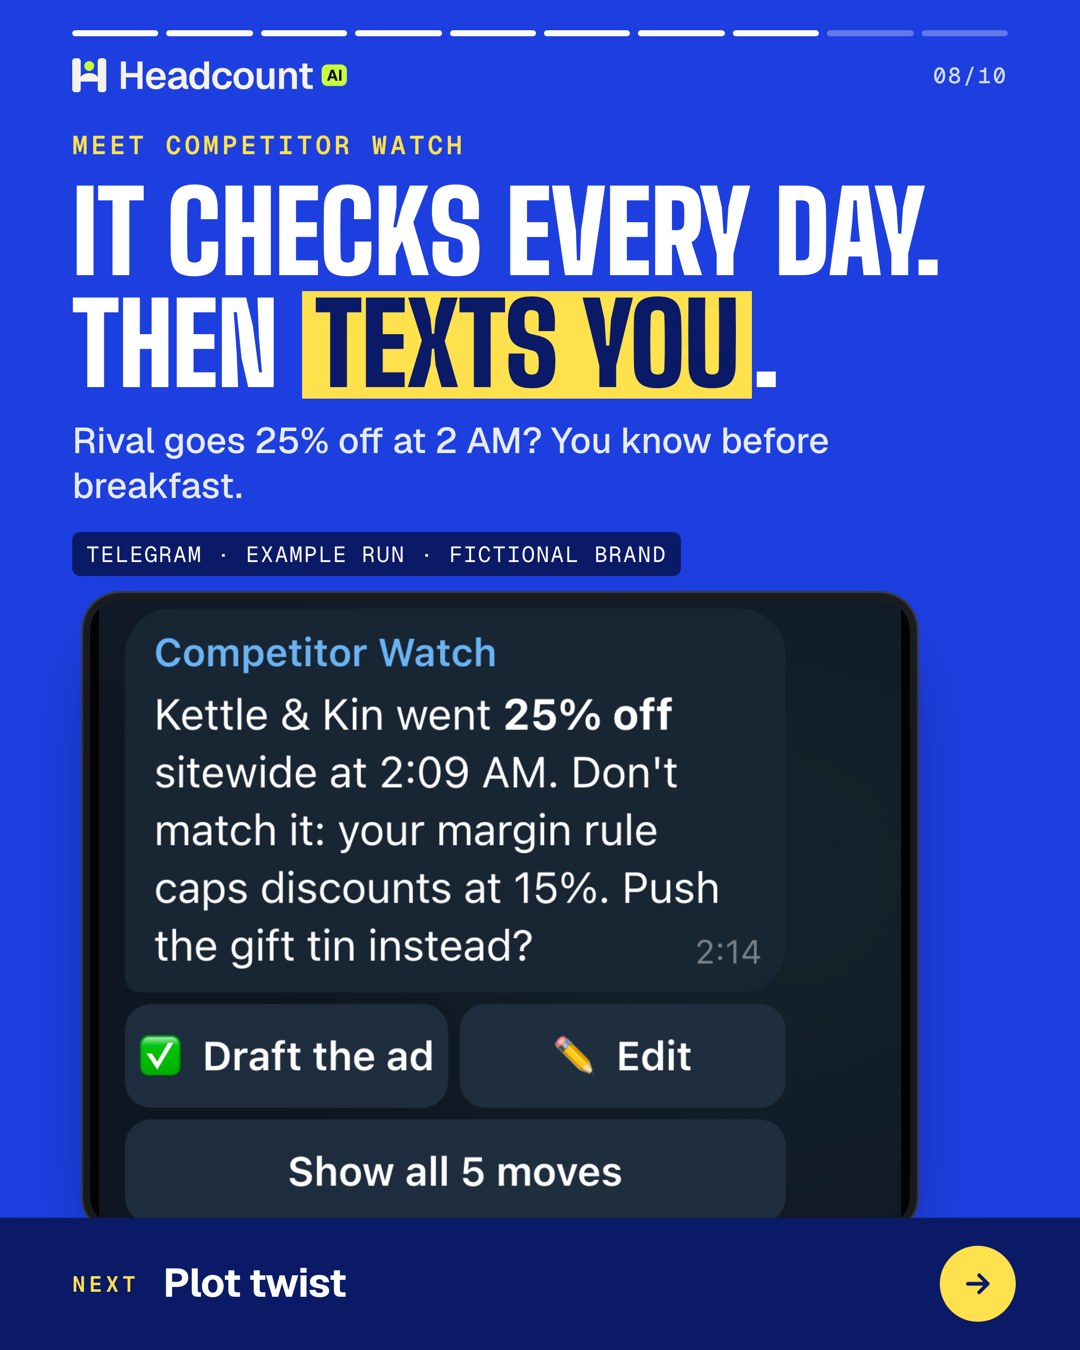 Headcount AI
08/10
MEET COMPETITOR WATCH
IT CHECKS EVERY DAY.
THEN TEXTS YOU.
Rival goes 25% off at 2 AM? You know before
breakfast.
TELEGRAM · EXAMPLE RUN · FICTIONAL BRAND
Competitor Watch
Kettle & Kin went 25% off
sitewide at 2:09 AM. Don't
match it: your margin rule
caps discounts at 15%. Push
the gift tin instead?
2:14
✅ Draft the ad
✏️ Edit
Show all 5 moves
NEXT Plot twist